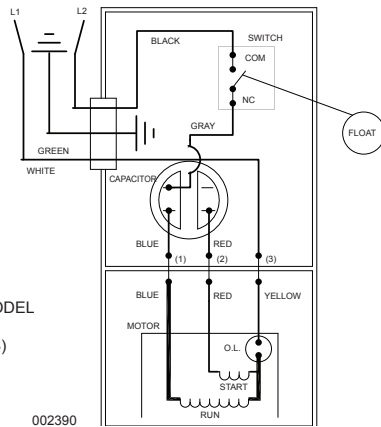 L1
L2
BLACK
SWITCH
COM
NC
FLOAT
GRAY
GREEN
WHITE
CAPACITOR
BLUE
RED
(1)
(2)
(3)
BLUE
RED
YELLOW
MOTOR
O.L.
START
RUN
002390